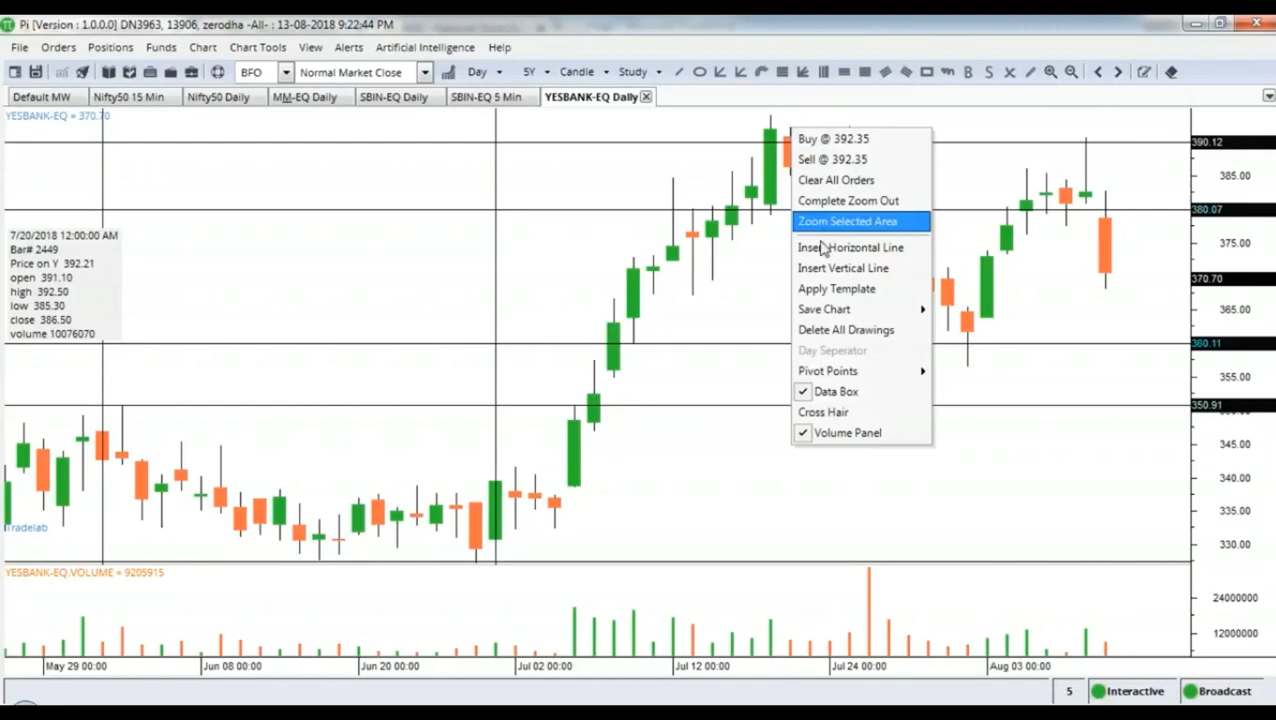 Pi [Version : 1.0.0.0] DN3963, 13906, zerodha -All- : 13-08-2018 9:22:44 PM
File Orders Positions Funds Chart Chart Tools View Alerts Artificial Intelligence Help
BFO Normal Market Close Day 5Y Candle Study
Default MW Nifty50 15 Min Nifty50 Daily MM-EQ Daily SBIN-EQ Daily SBIN-EQ 5 Min YESBANK-EQ Daily
YESBANK-EQ = 370.70
7/20/2018 12:00:00 AM
Bar# 2449
Price on Y 392.21
open 391.10
high 392.50
low 385.30
close 386.50
volume 10076070
Buy @ 392.35
Sell @ 392.35
Clear All Orders
Complete Zoom Out
Zoom Selected Area
Insert Horizontal Line
Insert Vertical Line
Apply Template
Save Chart
Delete All Drawings
Day Seperator
Pivot Points
Data Box
Cross Hair
Volume Panel
390.12
385.00
380.07
375.00
370.70
365.00
360.11
355.00
350.91
345.00
340.00
335.00
330.00
Tradelab
YESBANK-EQ.VOLUME = 9205915
24000000
12000000
May 29 00:00 Jun 08 00:00 Jun 20 00:00 Jul 02 00:00 Jul 12 00:00 Jul 24 00:00 Aug 03 00:00
5 Interactive Broadcast